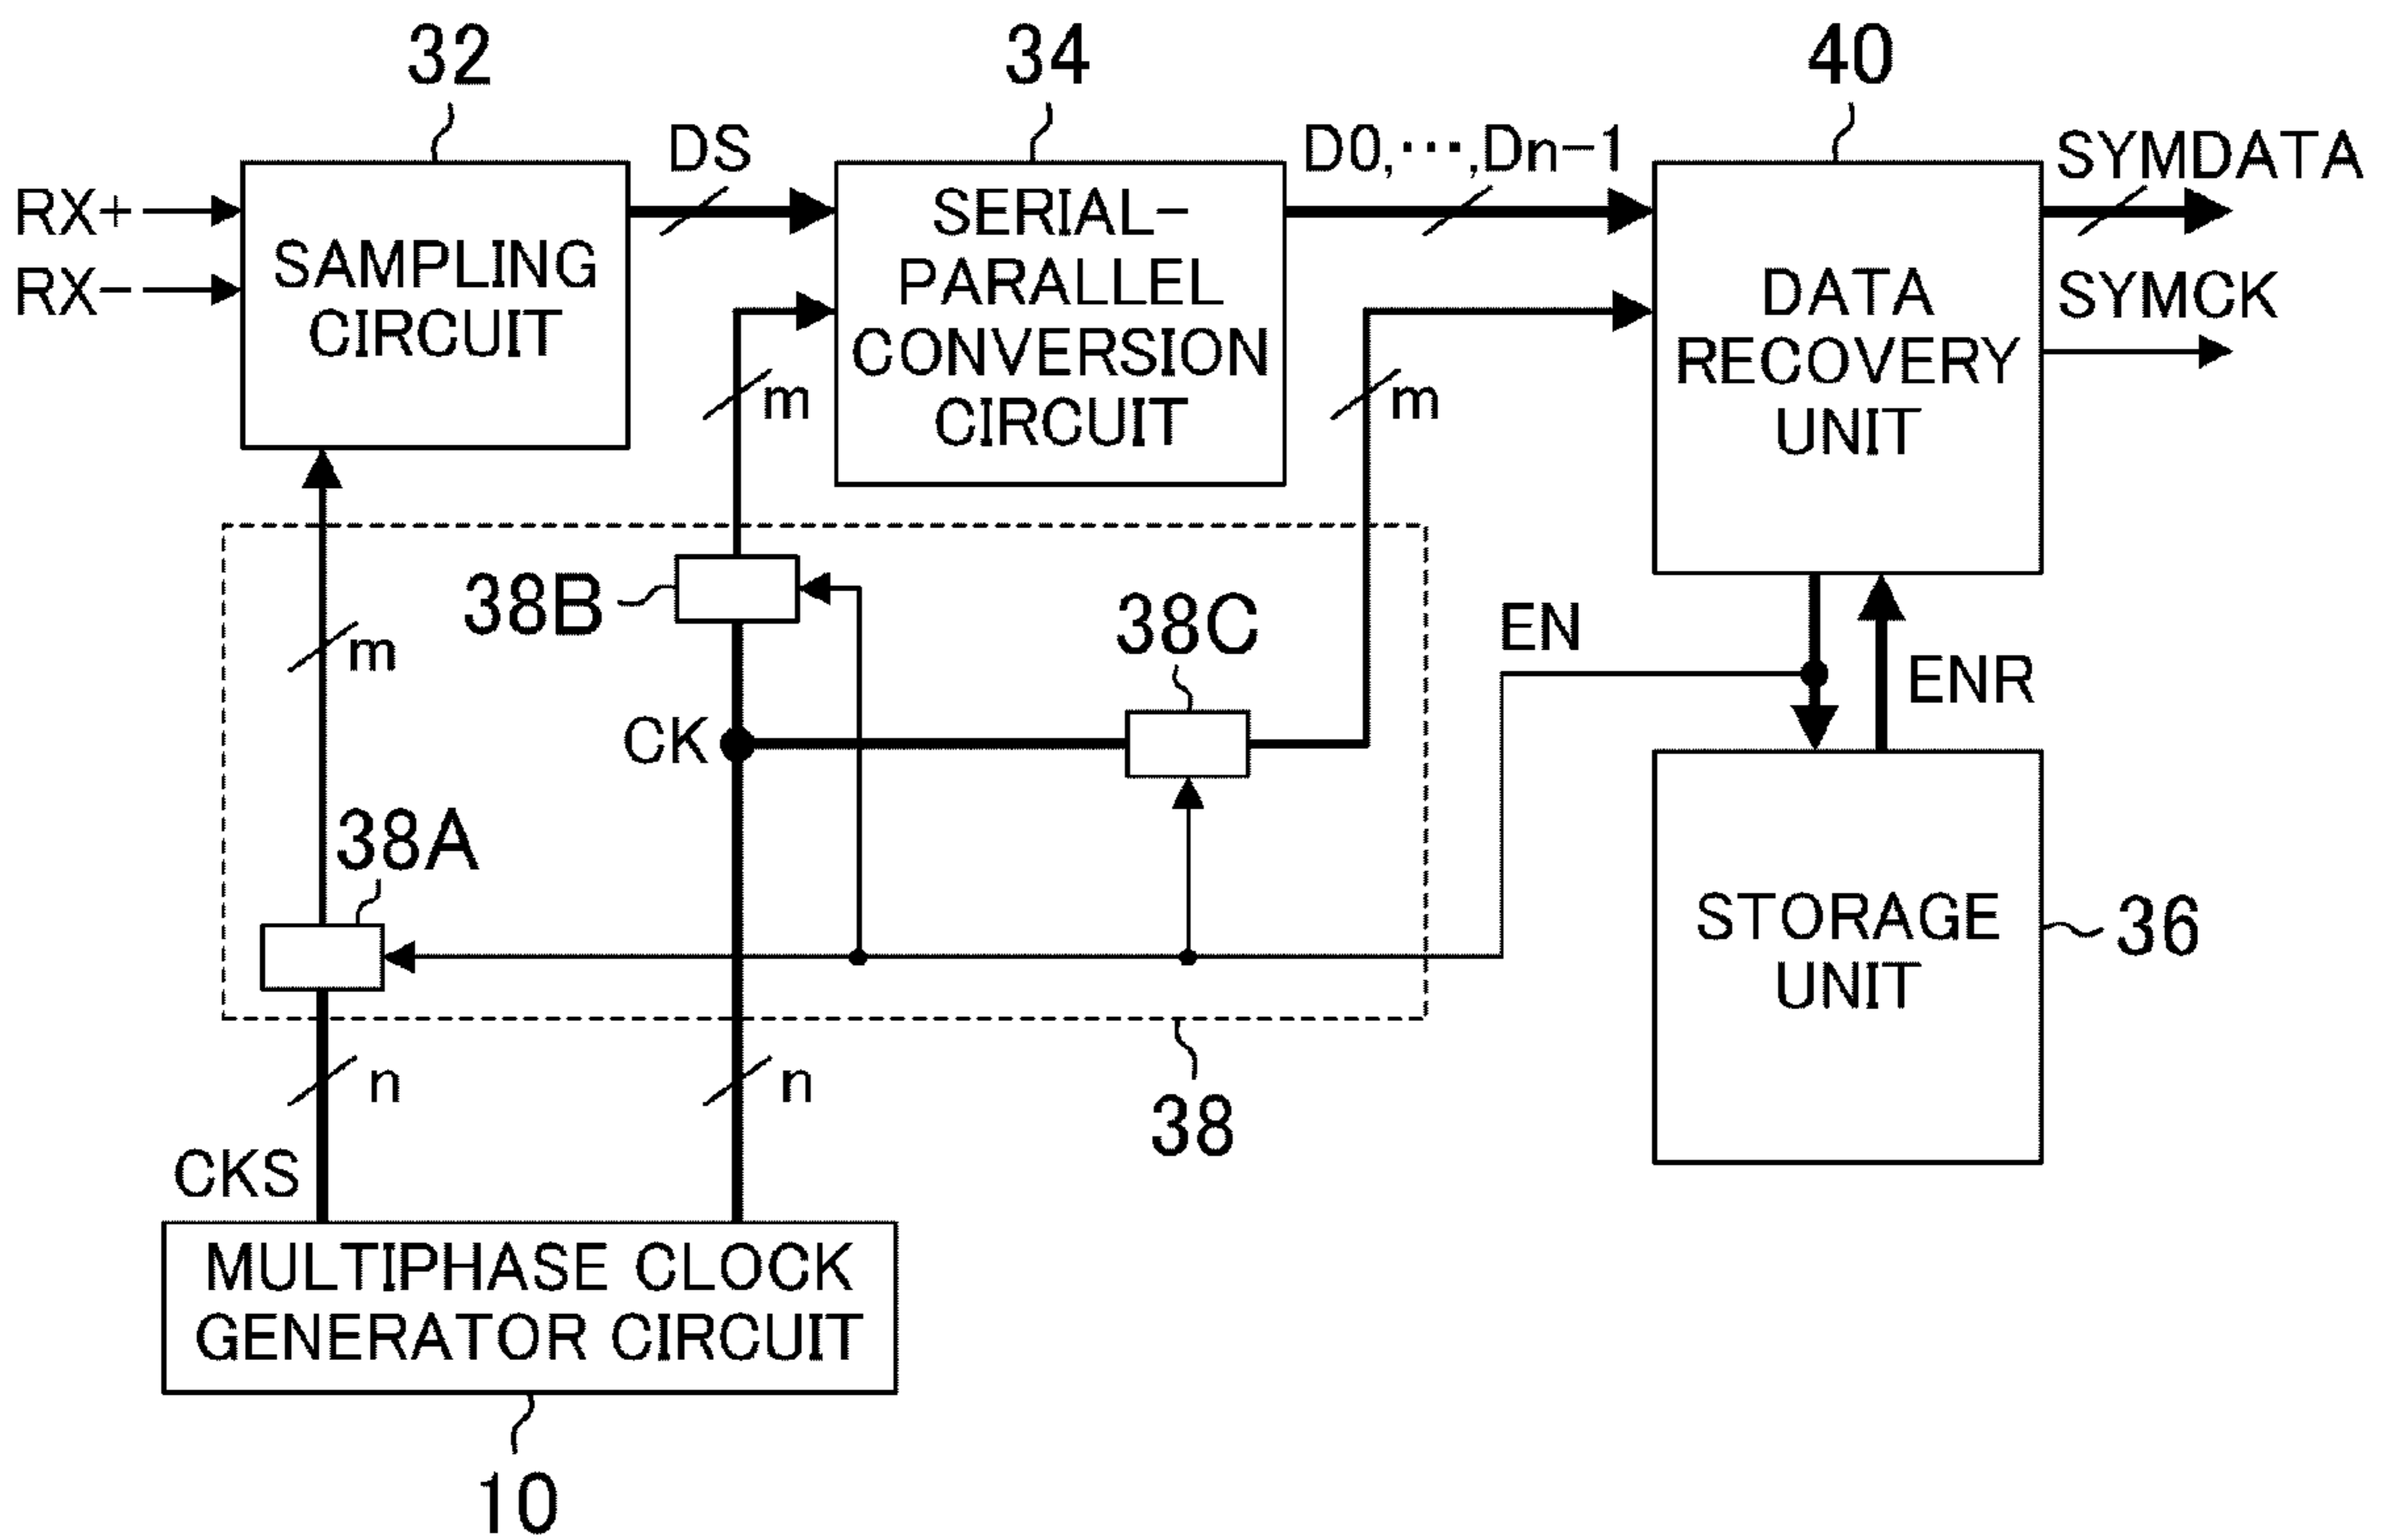 32
34
40
DS
D0,···,Dn-1
SYMDATA
RX+
RX-
SAMPLING
CIRCUIT
SERIAL-
PARALLEL
CONVERSION
CIRCUIT
DATA
RECOVERY
UNIT
SYMCK
m
m
38B
38C
EN
ENR
m
CK
38A
STORAGE
UNIT
36
n
n
38
CKS
MULTIPHASE CLOCK
GENERATOR CIRCUIT
10